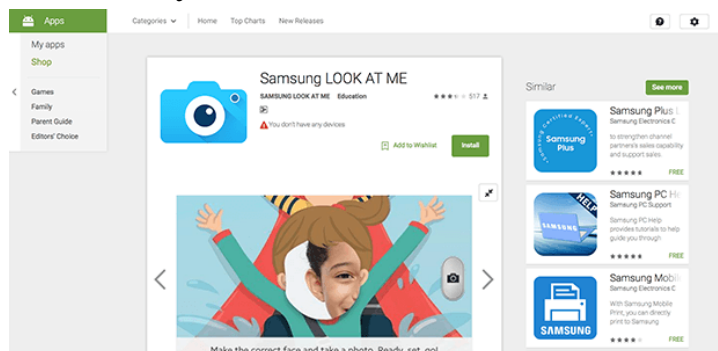 Apps
Categories
Home
Top Charts
New Releases
My apps
Shop
Games
Family
Parent Guide
Editors' Choice
Samsung LOOK AT ME
SAMSUNG LOOK AT ME Education
517
You don't have any devices
Add to Wishlist
Install
Make the correct face and take a photo. Ready, set, go!
Similar
See more
Samsung Certified Expert
Samsung Plus
Samsung Plus
Samsung Electronics C
to strengthen channel
partner's sales capability
and support sales.
FREE
HELP
SAMSUNG
Samsung PC He
Samsung PC Support
Samsung PC Help
provides tutorials to help
guide you through
FREE
SAMSUNG
Samsung Mobil
Samsung Electronics C
With Samsung Mobile
Print, you can directly
print to Samsung
FREE